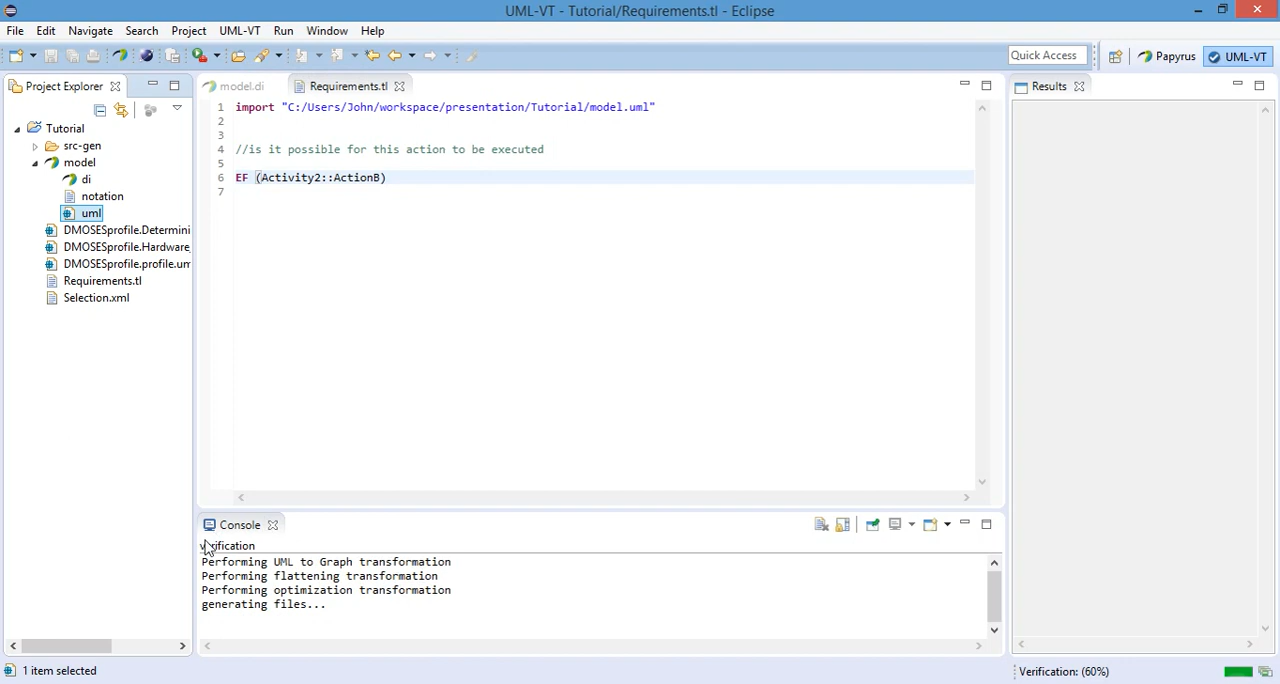 UML-VT - Tutorial/Requirements.tl - Eclipse
File Edit Navigate Search Project UML-VT Run Window Help
Quick Access Papyrus UML-VT
Project Explorer
Tutorial
src-gen
model
di
notation
uml
DMOSESprofile.Determini
DMOSESprofile.Hardware_
DMOSESprofile.profile.um
Requirements.tl
Selection.xml
model.di Requirements.tl
1 import "C:/Users/John/workspace/presentation/Tutorial/model.uml"
2
3
4 //is it possible for this action to be executed
5
6 EF (Activity2::ActionB)
7
Results
Console
verification
Performing UML to Graph transformation
Performing flattening transformation
Performing optimization transformation
generating files...
1 item selected
Verification: (60%)